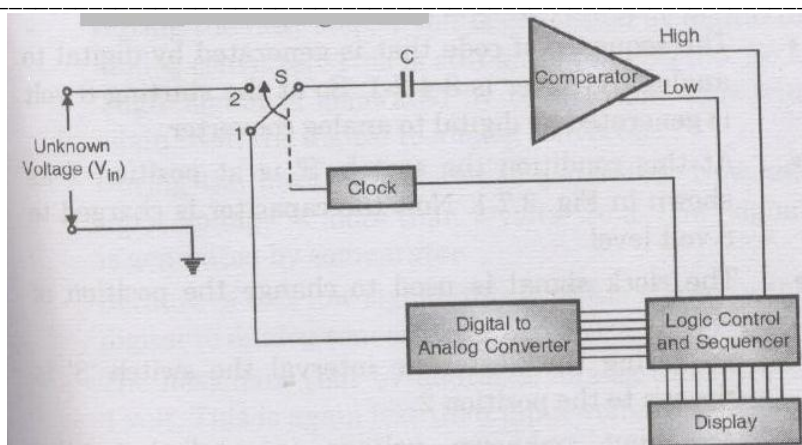 High
C
S
Comparator
2
Low
1
Unknown
Voltage (Vin)
Clock
Digital to
Analog Converter
Logic Control
and Sequencer
Display